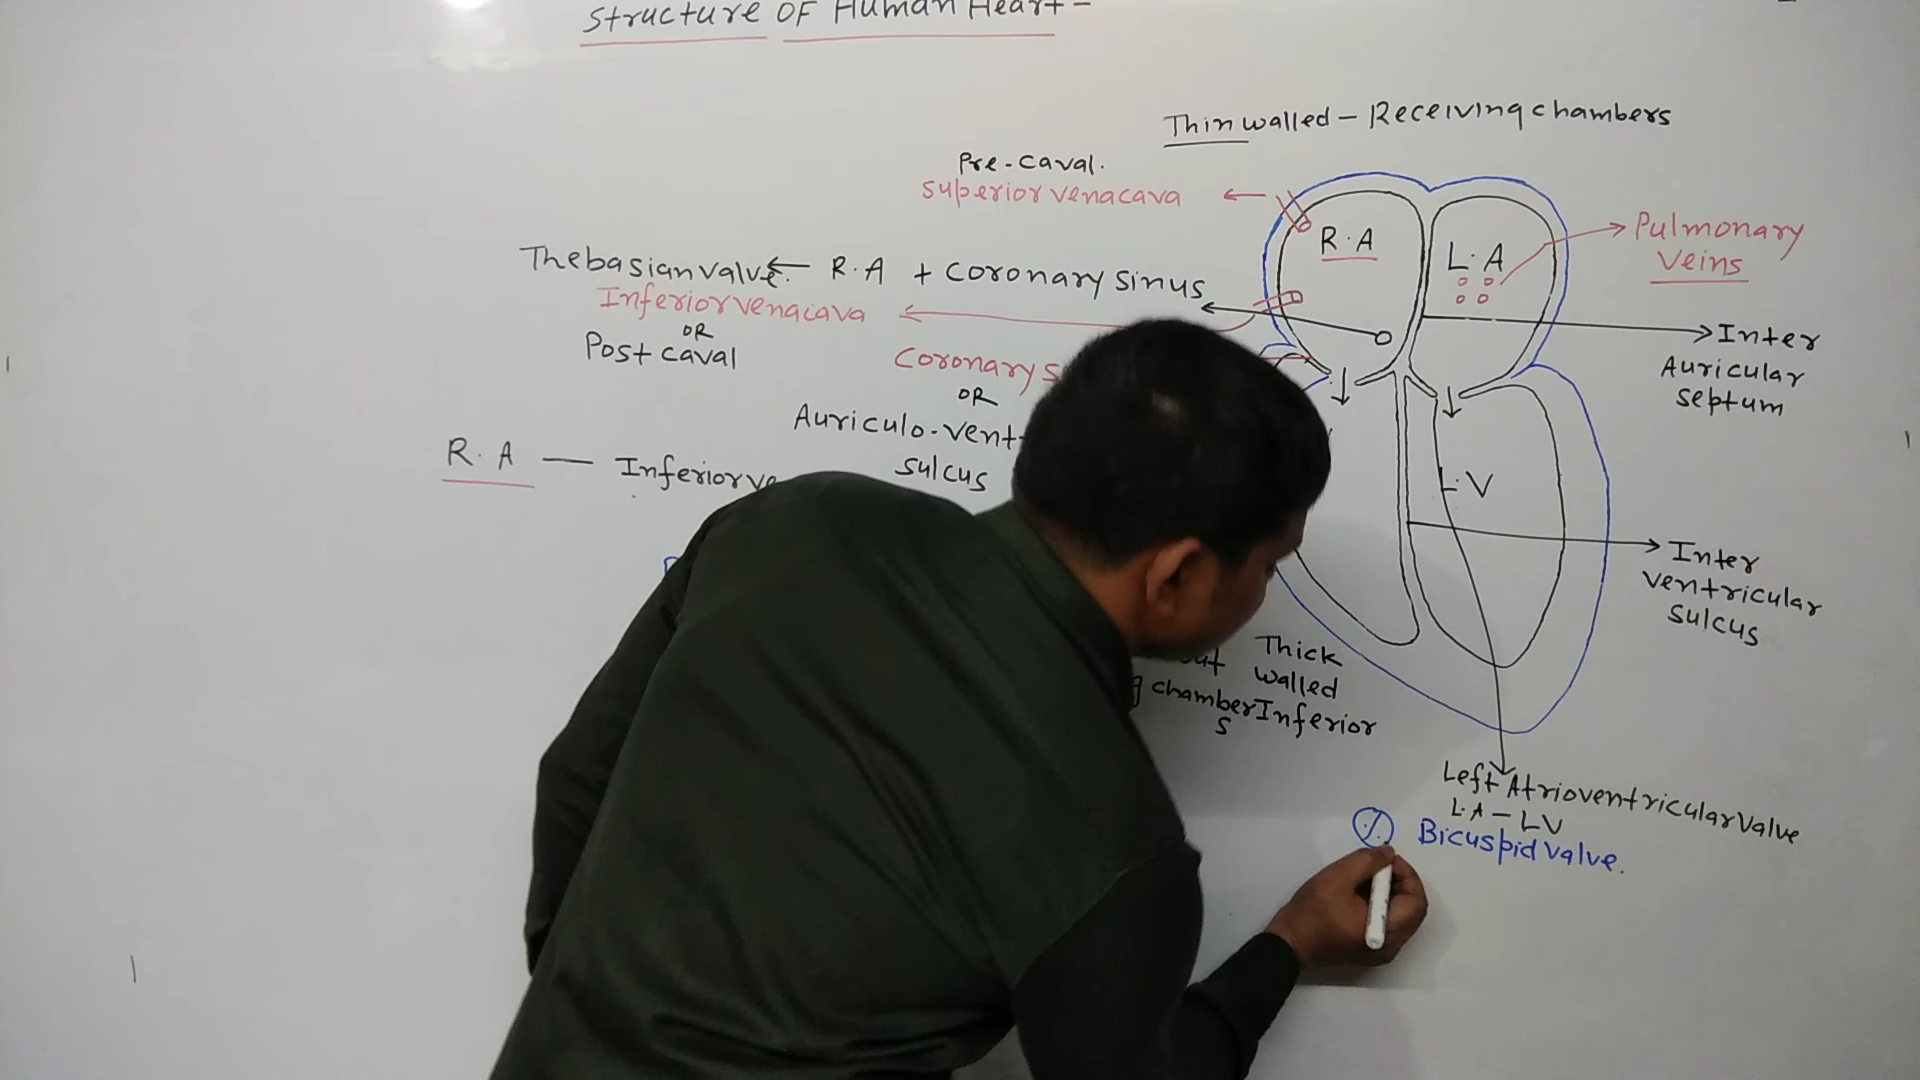 Structure OF Human Heart -
Thin walled - Receiving chambers
Pre-caval.
Superior venacava
R.A
L.A
Pulmonary
Veins
Thebasian valve. ← R.A + coronary sinus
Inferior venacava
OR
Post caval
Inter
Auricular
septum
Coronary
OR
Auriculo-vent
sulcus
R.A — Inferior
L.V
Inter
ventricular
sulcus
Thick
walled
chamber Inferior
s
Left Atrioventricular valve
L.A - LV
Bicuspid valve.